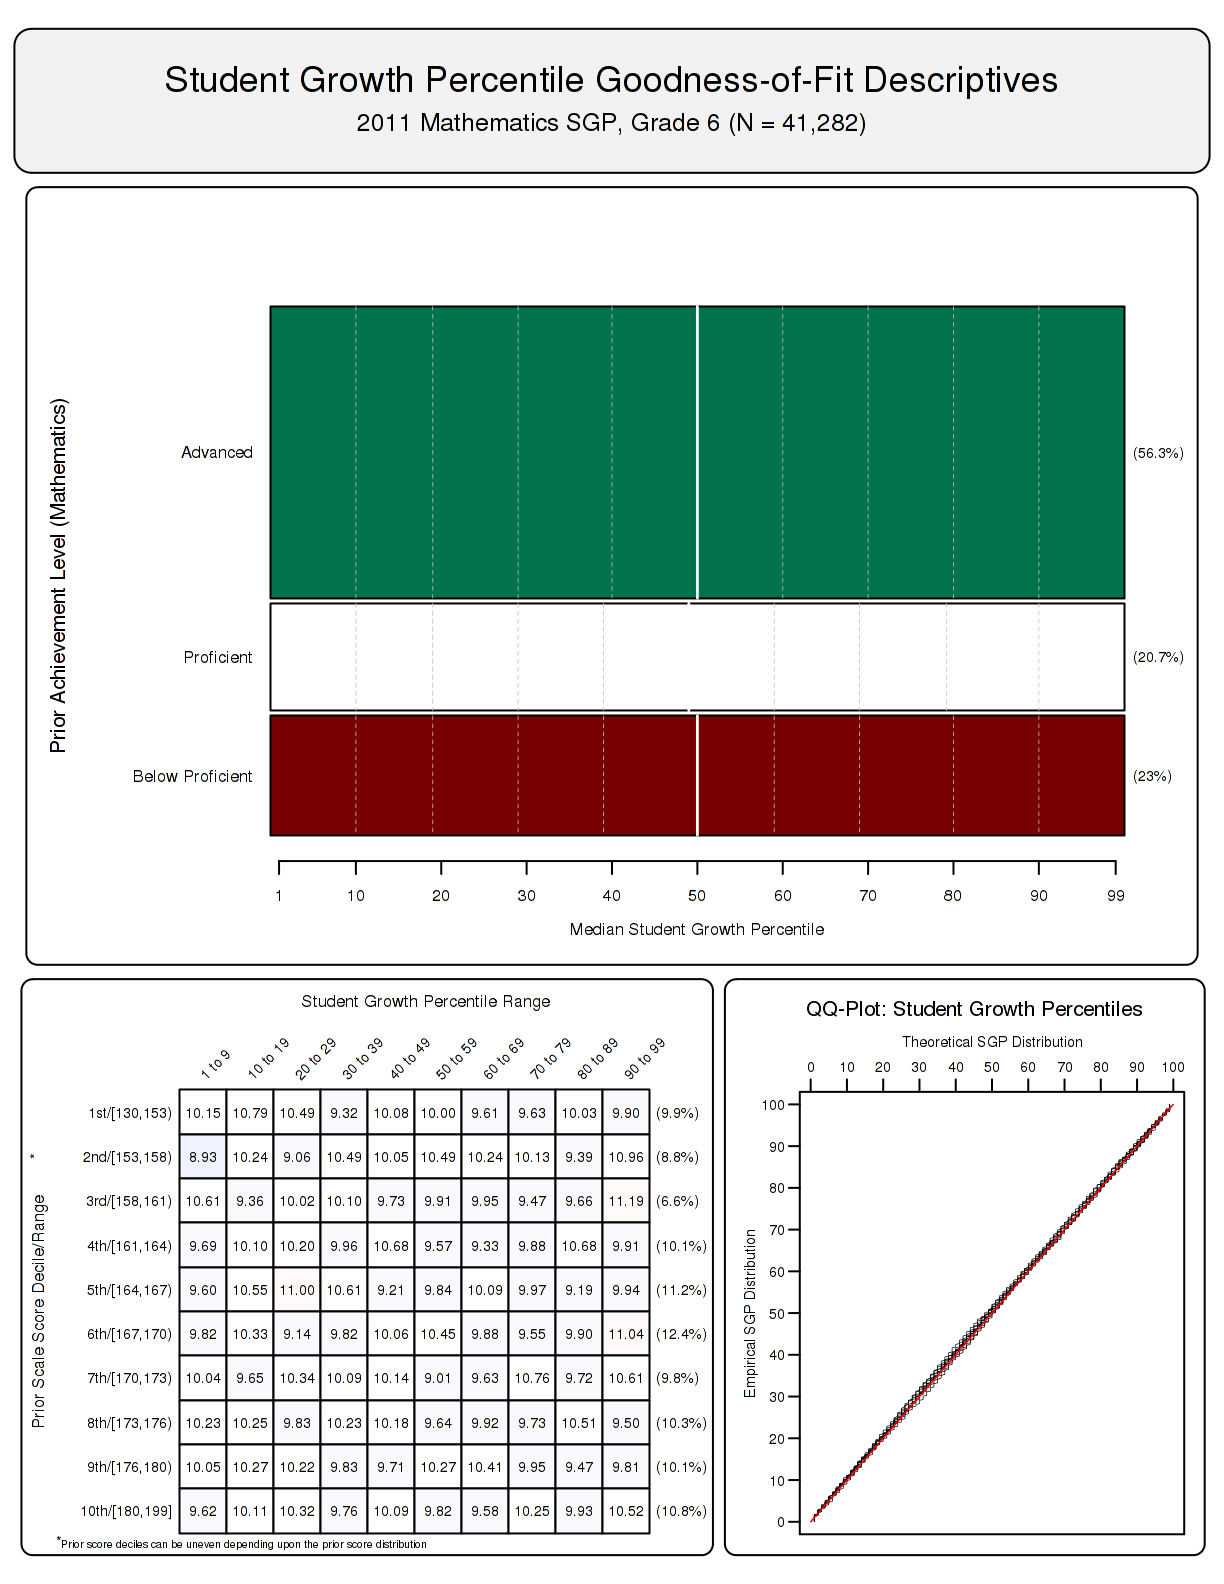 Student Growth Percentile Goodness-of-Fit Descriptives
2011 Mathematics SGP, Grade 6 (N = 41,282)
Prior Achievement Level (Mathematics)
Advanced (56.3%)
Proficient (20.7%)
Below Proficient (23%)
1 10 20 30 40 50 60 70 80 90 99
Median Student Growth Percentile
Student Growth Percentile Range
1 to 9 10 to 19 20 to 29 30 to 39 40 to 49 50 to 59 60 to 69 70 to 79 80 to 89 90 to 99
* Prior Scale Score Decile/Range
1st/[130,153) 10.15 10.79 10.49 9.32 10.08 10.00 9.61 9.63 10.03 9.90 (9.9%)
2nd/[153,158) 8.93 10.24 9.06 10.49 10.05 10.49 10.24 10.13 9.39 10.96 (8.8%)
3rd/[158,161) 10.61 9.36 10.02 10.10 9.73 9.91 9.95 9.47 9.66 11.19 (6.6%)
4th/[161,164) 9.69 10.10 10.20 9.96 10.68 9.57 9.33 9.88 10.68 9.91 (10.1%)
5th/[164,167) 9.60 10.55 11.00 10.61 9.21 9.84 10.09 9.97 9.19 9.94 (11.2%)
6th/[167,170) 9.82 10.33 9.14 9.82 10.06 10.45 9.88 9.55 9.90 11.04 (12.4%)
7th/[170,173) 10.04 9.65 10.34 10.09 10.14 9.01 9.63 10.76 9.72 10.61 (9.8%)
8th/[173,176) 10.23 10.25 9.83 10.23 10.18 9.64 9.92 9.73 10.51 9.50 (10.3%)
9th/[176,180) 10.05 10.27 10.22 9.83 9.71 10.27 10.41 9.95 9.47 9.81 (10.1%)
10th/[180,199] 9.62 10.11 10.32 9.76 10.09 9.82 9.58 10.25 9.93 10.52 (10.8%)
*Prior score deciles can be uneven depending upon the prior score distribution
QQ-Plot: Student Growth Percentiles
Theoretical SGP Distribution
0 10 20 30 40 50 60 70 80 90 100
Empirical SGP Distribution
100
90
80
70
60
50
40
30
20
10
0